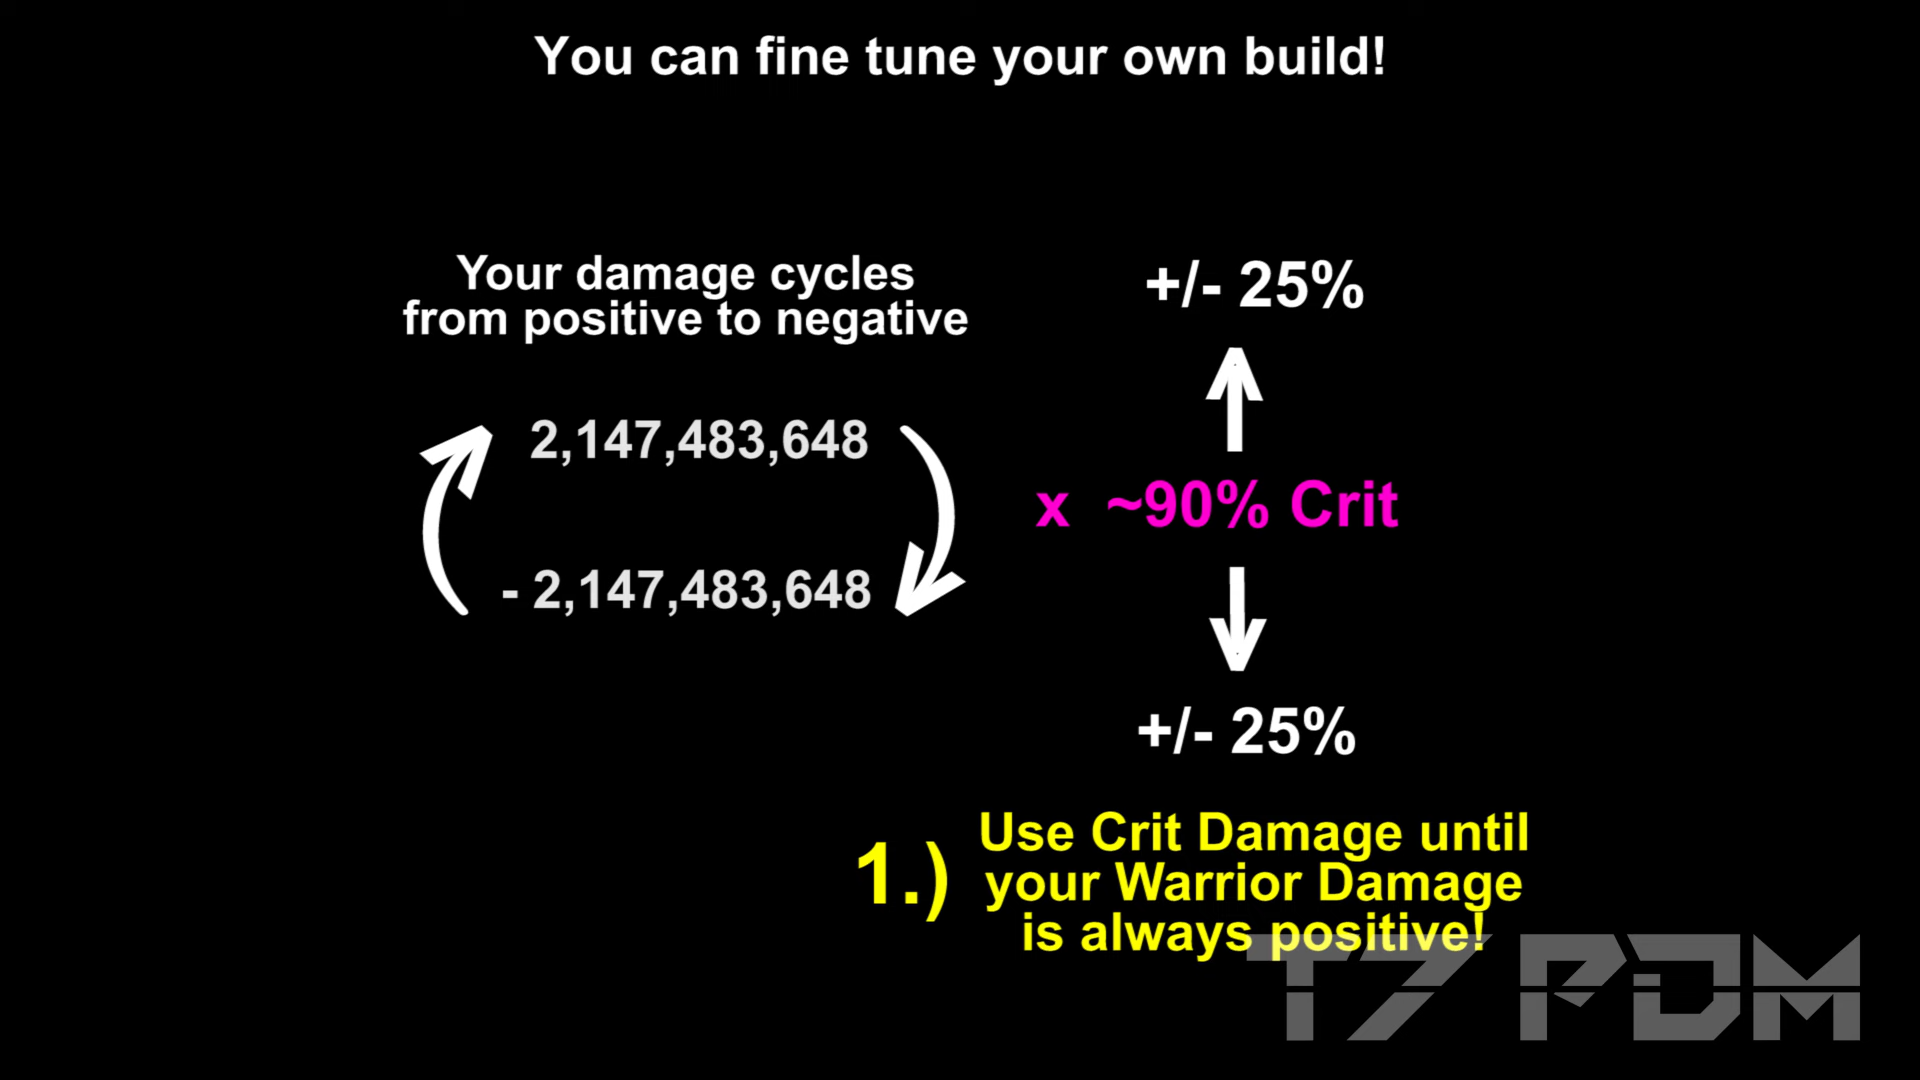 You can fine tune your own build!
Your damage cycles
from positive to negative
2,147,483,648
- 2,147,483,648
+/- 25%
x ~90% Crit
+/- 25%
1.)
Use Crit Damage until
your Warrior Damage
is always positive!
T7 PDM